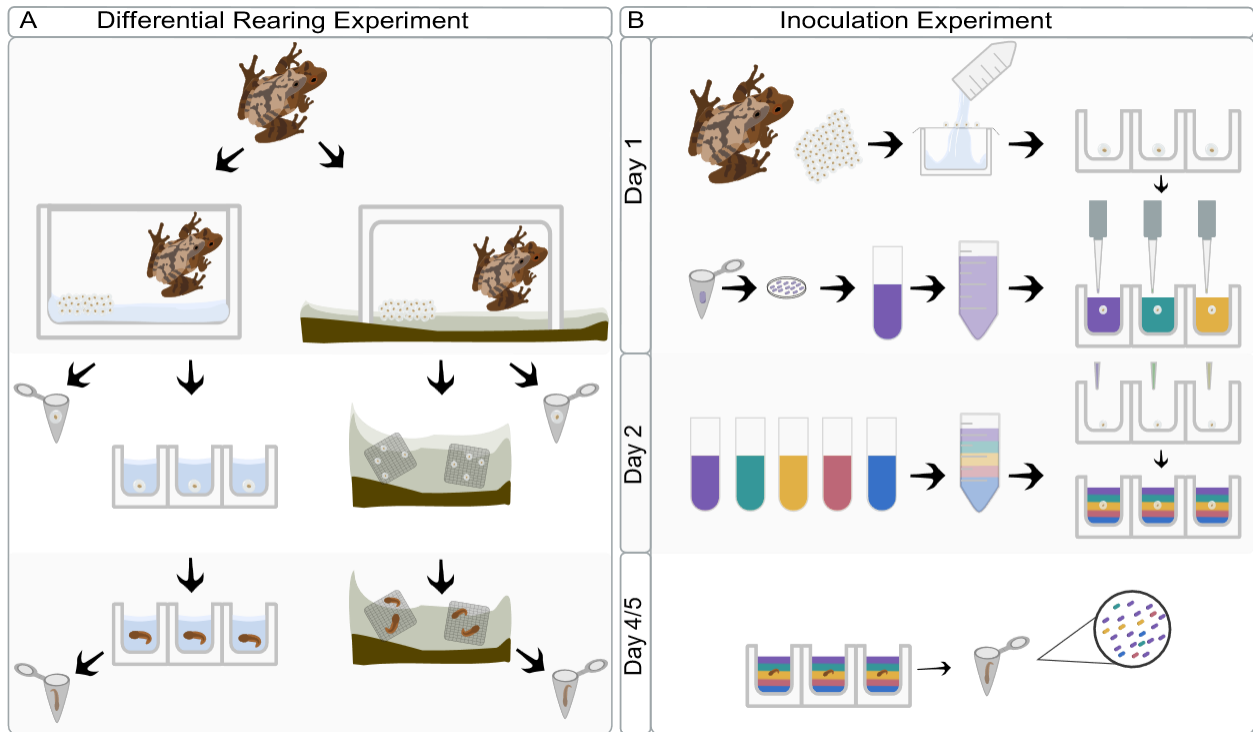 A Differential Rearing Experiment
B Inoculation Experiment
Day 1
Day 2
Day 4/5